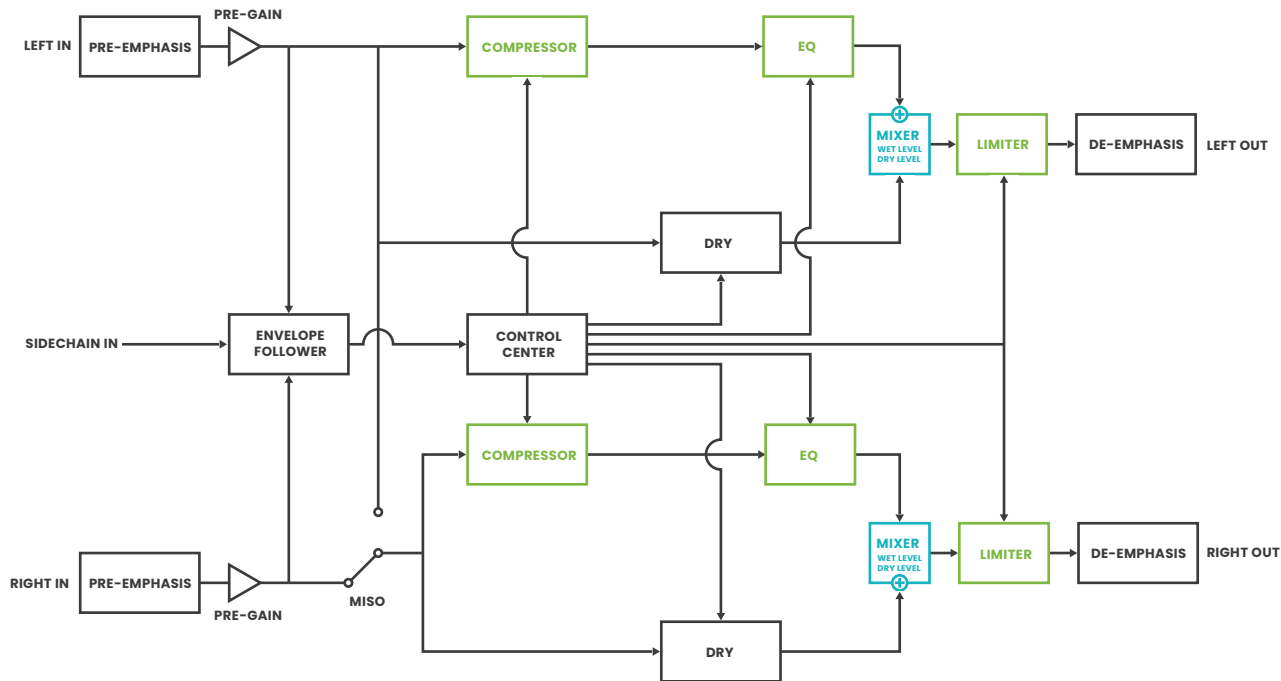 PRE-GAIN
LEFT IN
PRE-EMPHASIS
COMPRESSOR
EQ
MIXER
WET LEVEL
DRY LEVEL
LIMITER
DE-EMPHASIS
LEFT OUT
DRY
SIDECHAIN IN
ENVELOPE
FOLLOWER
CONTROL
CENTER
COMPRESSOR
EQ
MIXER
WET LEVEL
DRY LEVEL
LIMITER
DE-EMPHASIS
RIGHT OUT
RIGHT IN
PRE-EMPHASIS
PRE-GAIN
MISO
DRY